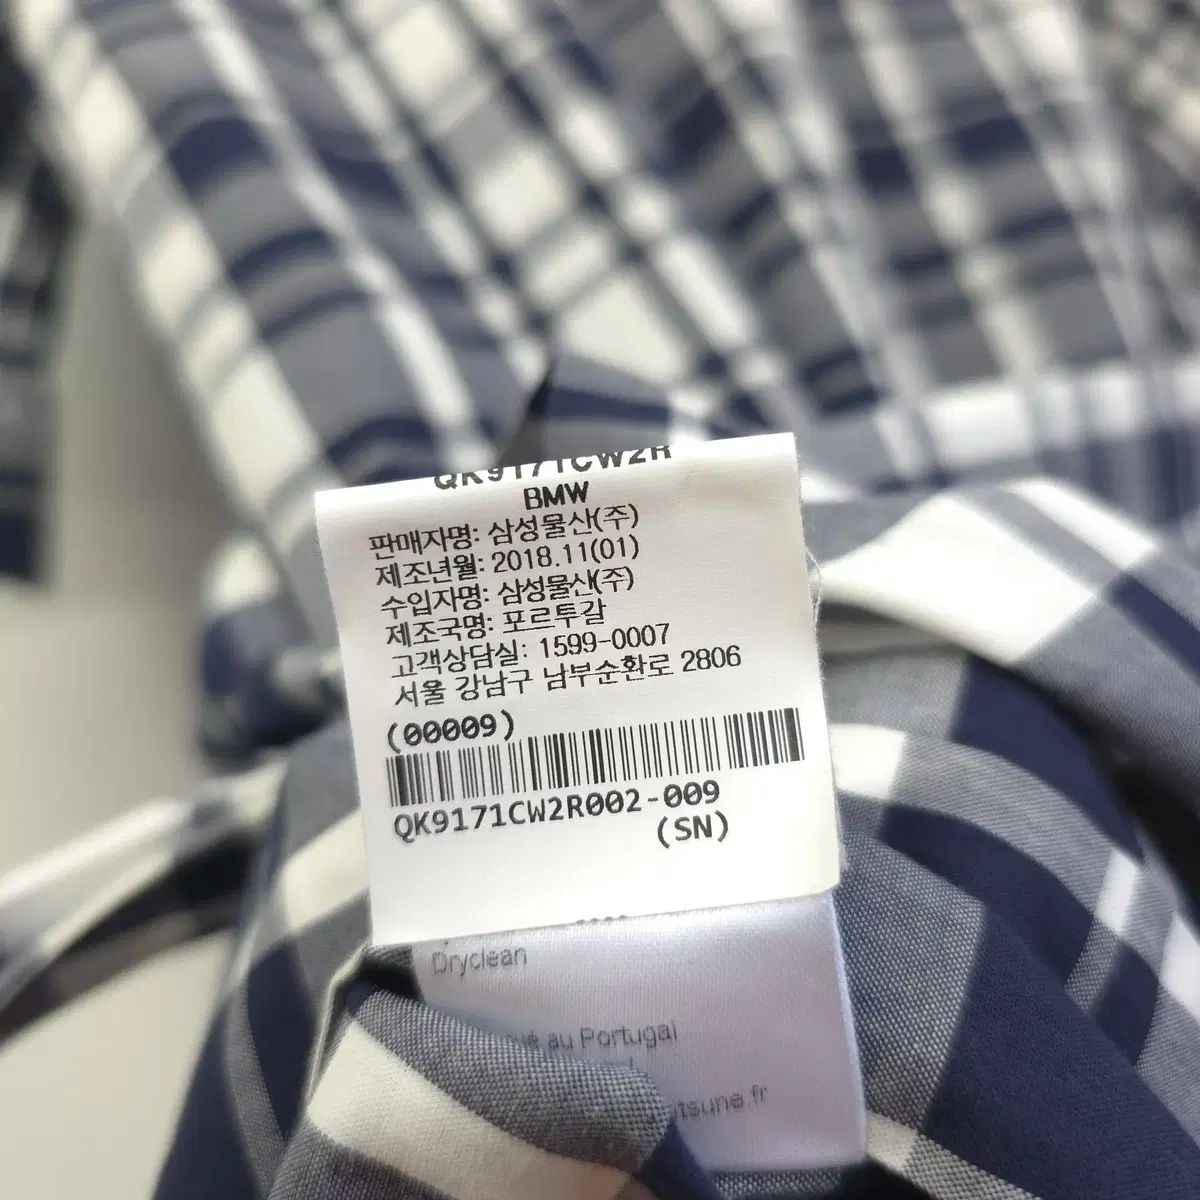 QK9171CW2R
BMW
판매자명: 삼성물산(주)
제조년월: 2018.11(01)
수입자명: 삼성물산(주)
제조국명: 포르투갈
고객상담실: 1599-0007
서울 강남구 남부순환로 2806
(00009)
QK9171CW2R002-009
(SN)
Dryclean
au Portugal